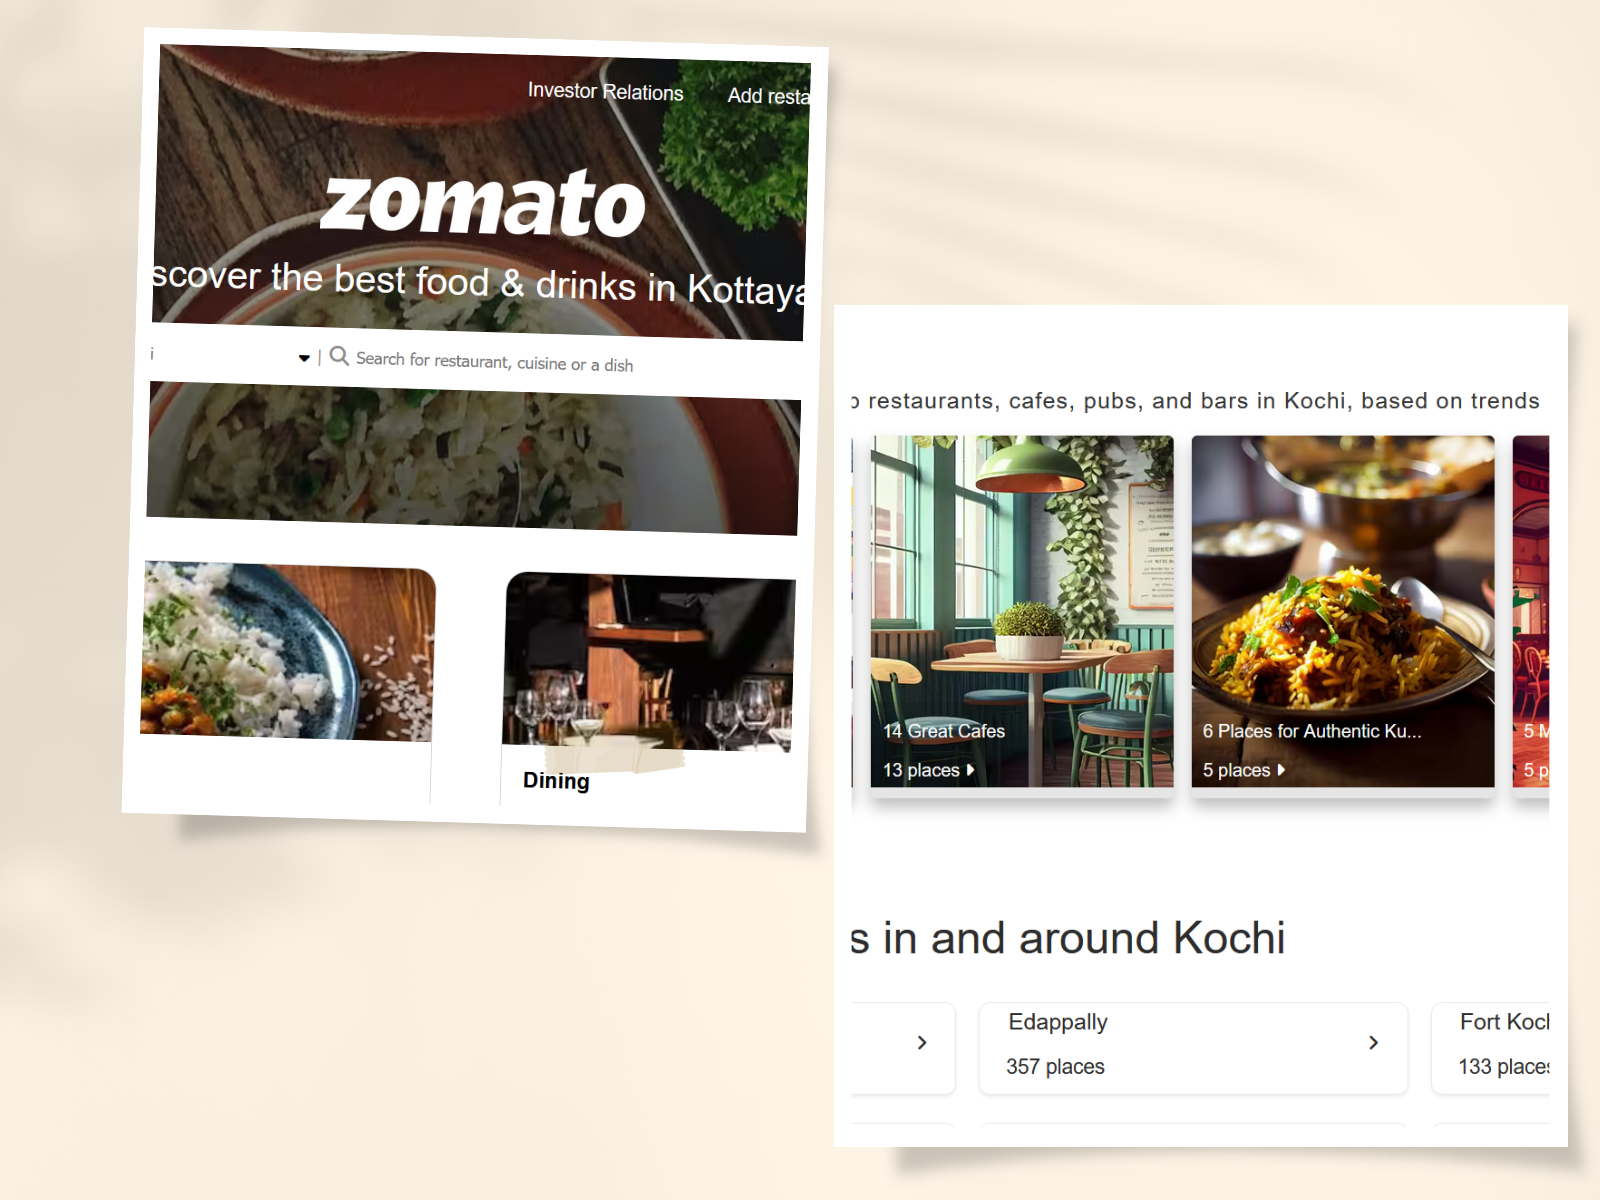 Investor Relations Add resta
zomato
scover the best food & drinks in Kottaya
i | Search for restaurant, cuisine or a dish
Dining
restaurants, cafes, pubs, and bars in Kochi, based on trends
14 Great Cafes
13 places
6 Places for Authentic Ku...
5 places
5 M
5 p
s in and around Kochi
Edappally
357 places
Fort Koch
133 places